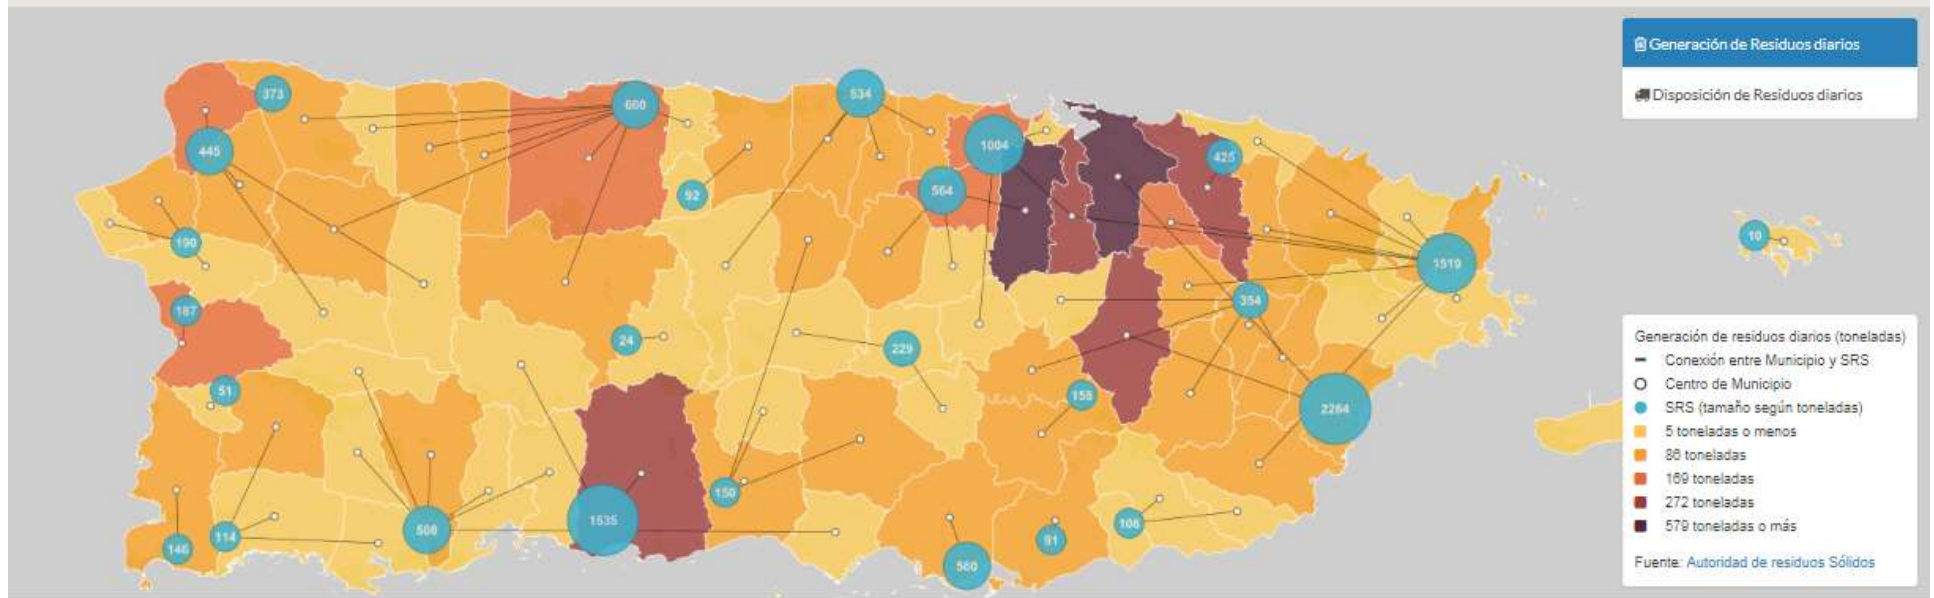 Generación de Residuos diarios
Disposición de Residuos diarios
373
660
534
445
1004
425
564
92
190
10
1519
187
354
24
229
51
158
2264
150
1535
508
114
146
106
91
560
Generación de residuos diarios (toneladas)
Conexión entre Municipio y SRS
Centro de Municipio
SRS (tamaño según toneladas)
5 toneladas o menos
86 toneladas
169 toneladas
272 toneladas
579 toneladas o más
Fuente: Autoridad de residuos Sólidos